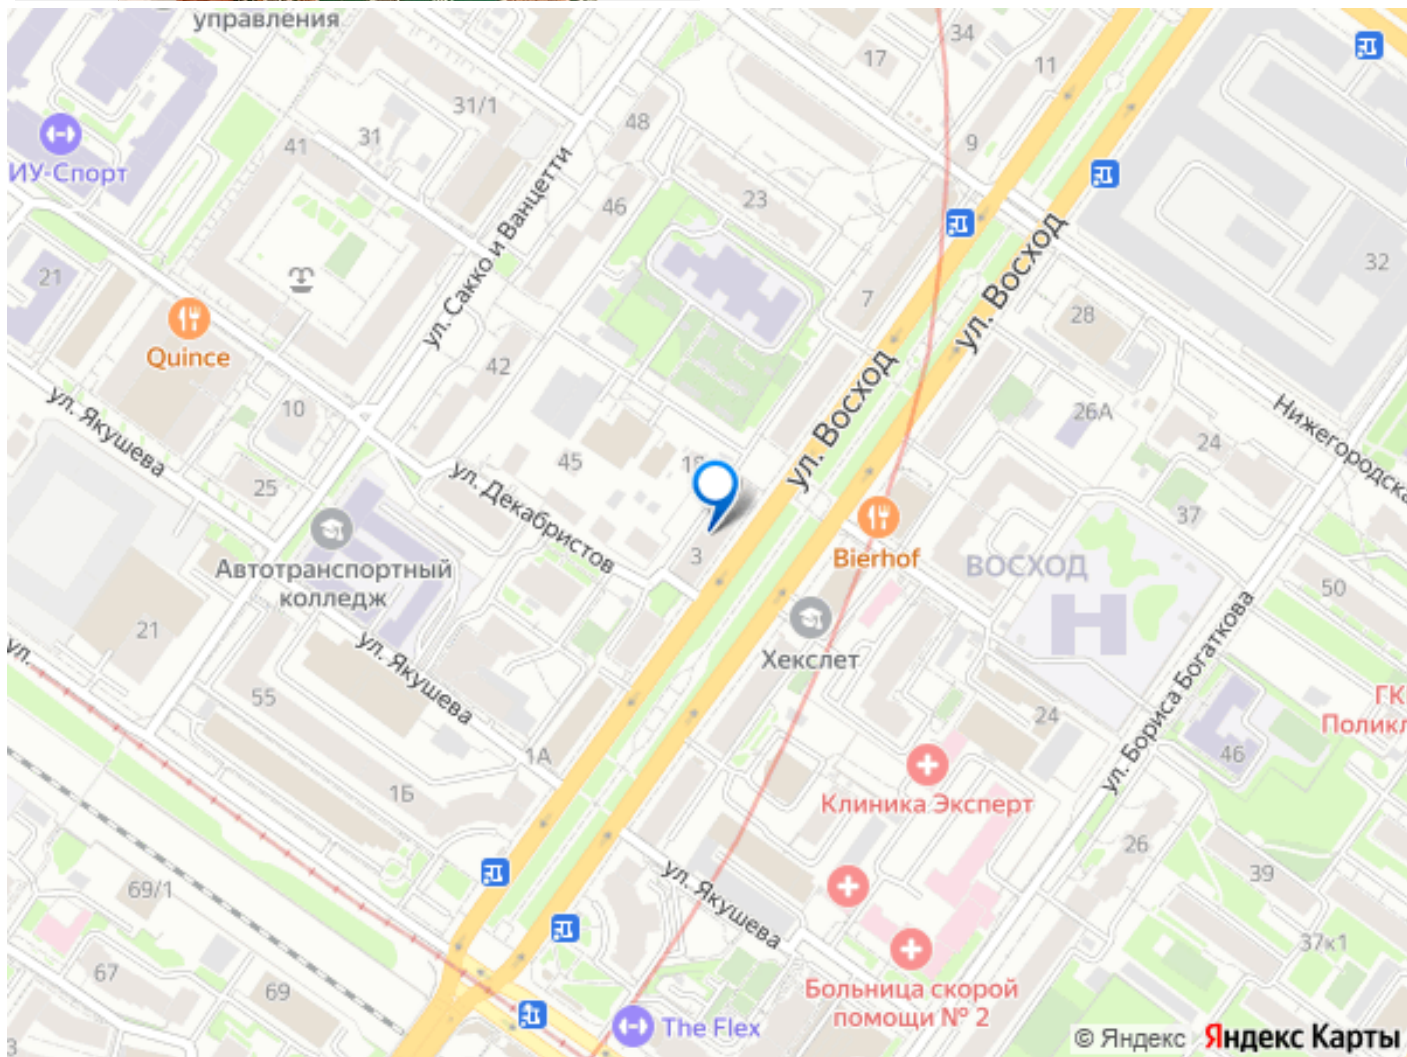 управления
34
17
11
31/1
48
31
41
9
ИУ-Спорт
ул. Сакко и Ванцетти
23
46
ул. Восход
32
21
7
28
Quince
42
ул. Восход
10
26А
Нижегородска
24
ул. Якушева
45
ул. Декабристов
25
37
Bierhof
3
ВОСХОД
Автотранспортный
колледж
50
21
Хекслет
ул. Бориса Богаткова
ул.
ул. Якушева
55
24
ГК
Поликл
46
1А
1Б
Клиника Эксперт
26
39
69/1
ул. Якушева
37к1
67
69
Больница скорой
помощи № 2
The Flex
3
© Яндекс Яндекс Карты